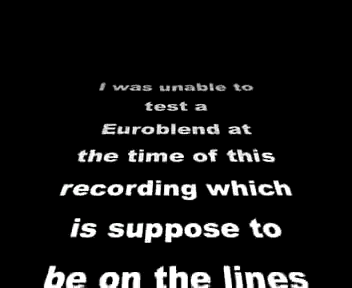 I was unable to
test a
Euroblend at
the time of this
recording which
is suppose to
be on the lines